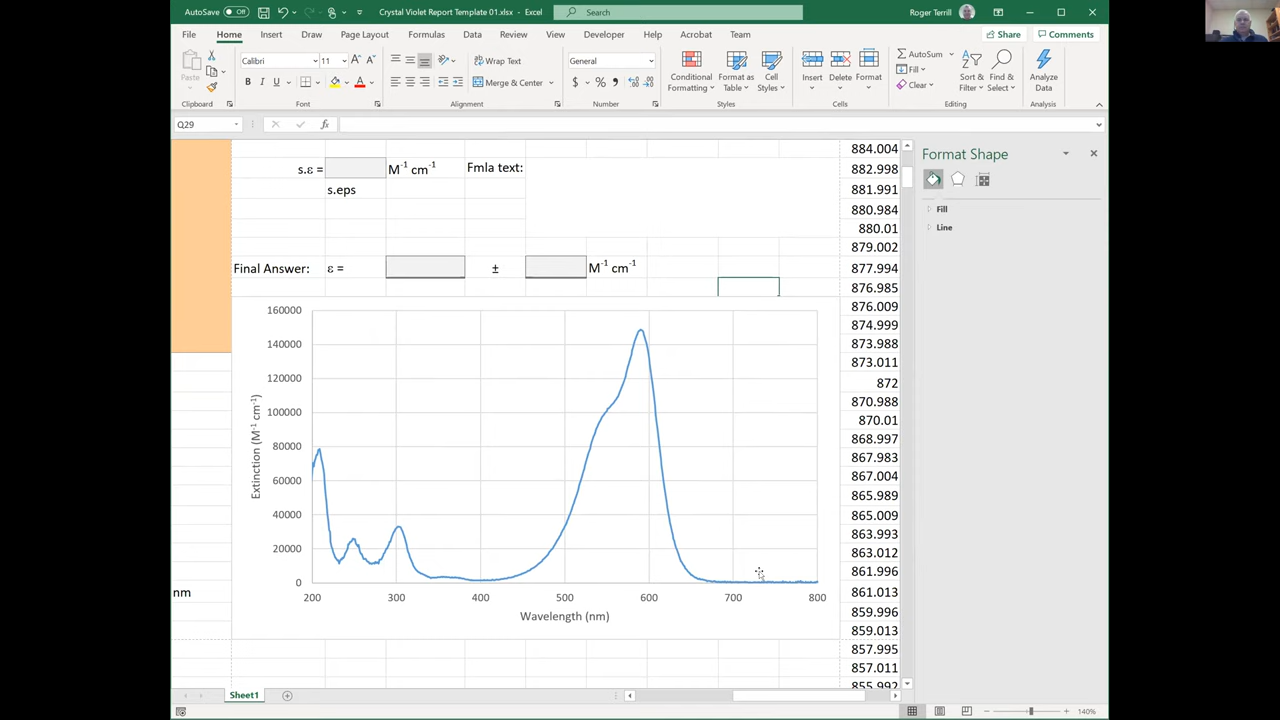 AutoSave Off
Crystal Violet Report Template 01.xlsx - Excel
Search
Roger Terrill
File Home Insert Draw Page Layout Formulas Data Review View Developer Help Acrobat Team
Share Comments
Paste
Calibri 11
B I U
Wrap Text
Merge & Center
General
$ % 9
Conditional Formatting
Format as Table
Cell Styles
Insert
Delete
Format
AutoSum
Fill
Clear
Sort & Filter
Find & Select
Analyze Data
Clipboard Font Alignment Number Styles Cells Editing Analysis
Q29
fx
s.ε = M-1 cm-1 Fmla text:
s.eps
Final Answer: ε = ± M-1 cm-1
160000
140000
120000
100000
80000
60000
40000
20000
0
Extinction (M-1 cm-1)
200 300 400 500 600 700 800
Wavelength (nm)
nm
884.004
882.998
881.991
880.984
880.01
879.002
877.994
876.985
876.009
874.999
873.988
873.011
872
870.988
870.01
868.997
867.983
867.004
865.989
865.009
863.993
863.012
861.996
861.013
859.996
859.013
857.995
857.011
855.992
Format Shape
Fill
Line
Sheet1
140%